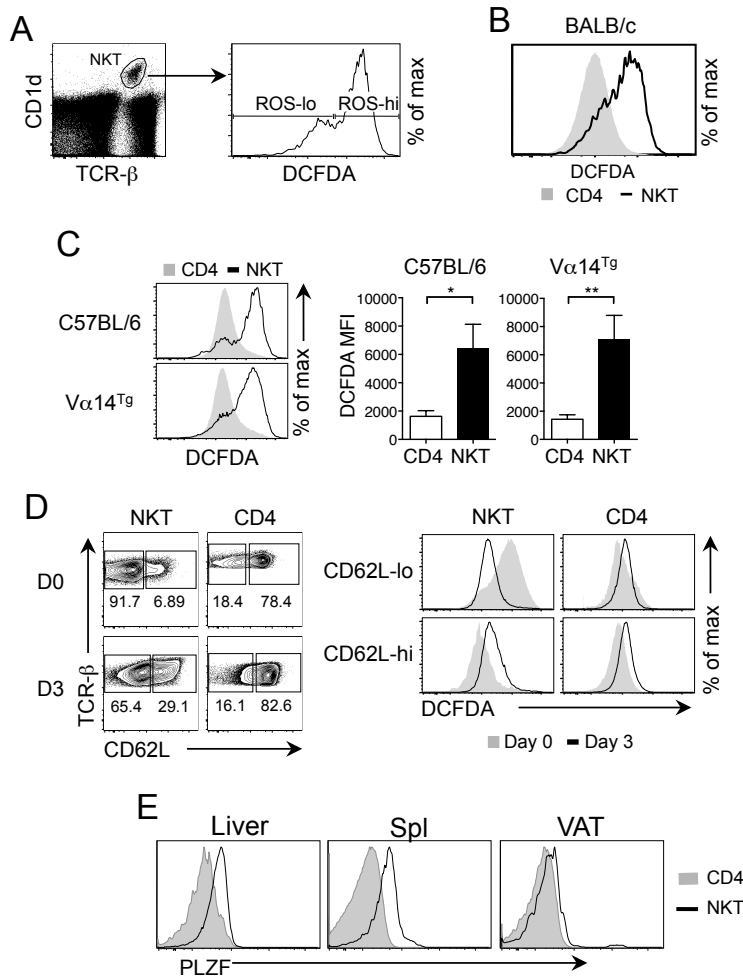 A
NKT
CD1d
TCR-β
ROS-lo
ROS-hi
% of max
DCFDA
B
BALB/c
% of max
DCFDA
CD4
NKT
C
CD4
NKT
C57BL/6
Vα14Tg
% of max
DCFDA
C57BL/6
Vα14Tg
DCFDA MFI
10000
8000
6000
4000
2000
0
*
CD4 NKT
10000
8000
6000
4000
2000
0
**
CD4 NKT
D
NKT
CD4
D0
91.7 6.89
18.4 78.4
D3
65.4 29.1
16.1 82.6
TCR-β
CD62L
NKT
CD4
CD62L-lo
CD62L-hi
% of max
DCFDA
Day 0
Day 3
E
Liver
Spl
VAT
CD4
NKT
PLZF